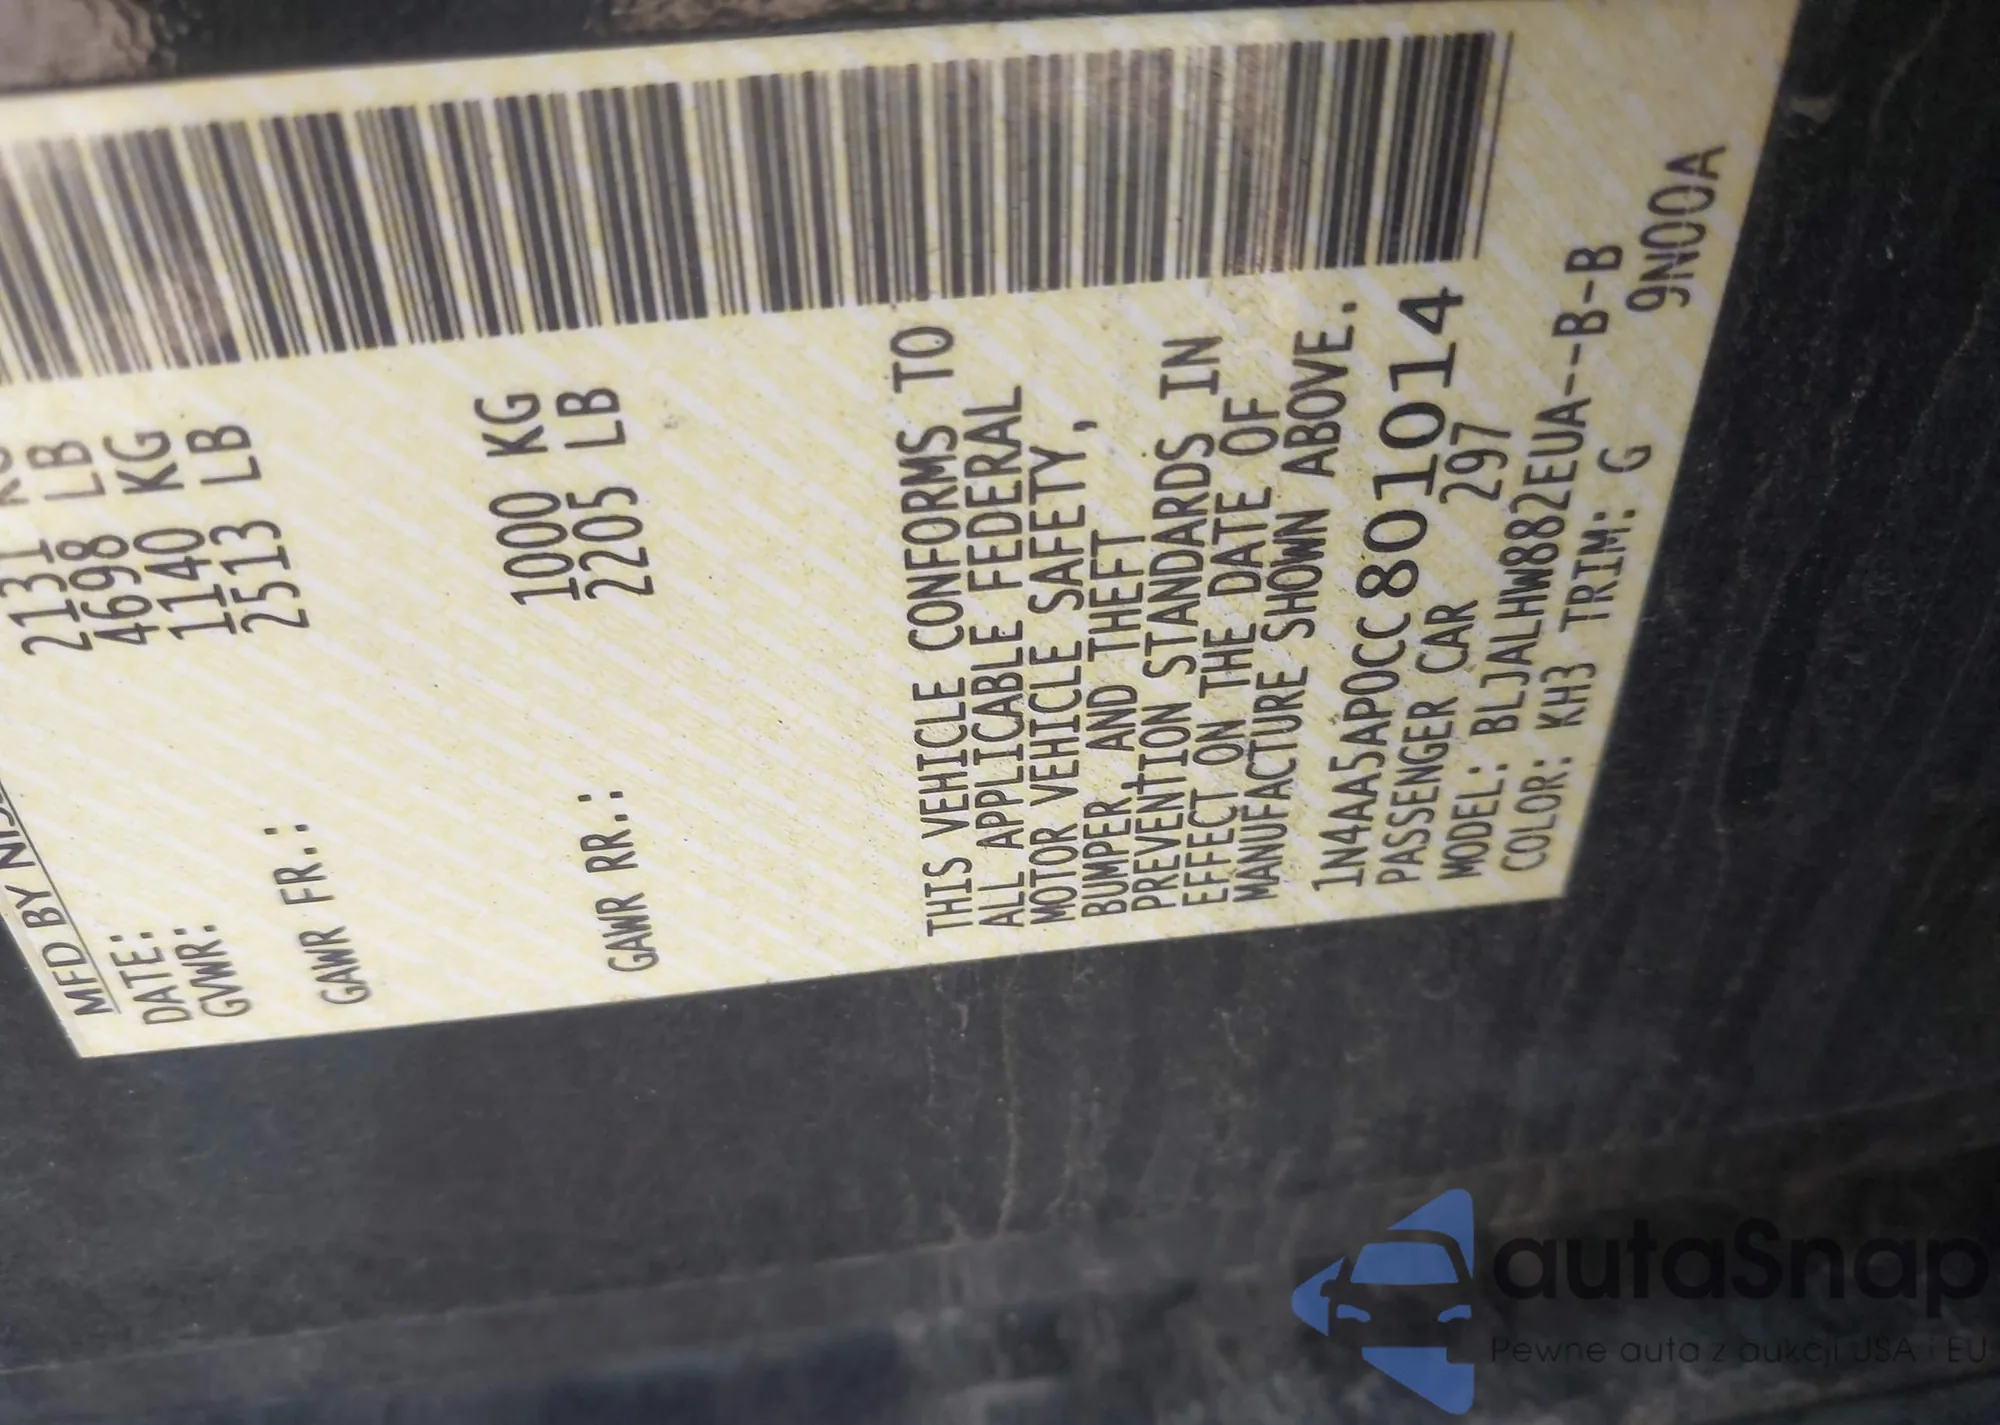 MFD BY NIS
DATE:
GVWR: 2131 KG
4698 LB
GAWR FR.: 1140 KG
2513 LB
GAWR RR.: 1000 KG
2205 LB
THIS VEHICLE CONFORMS TO
ALL APPLICABLE FEDERAL
MOTOR VEHICLE SAFETY,
BUMPER AND THEFT
PREVENTION STANDARDS IN
EFFECT ON THE DATE OF
MANUFACTURE SHOWN ABOVE.
1N4AA5AP0CC801014
PASSENGER CAR 297
MODEL: BLJALHW882EUA--B-B
COLOR: KH3 TRIM: G 9N00A
autaSnap
Pewne auta z aukcji USA i EU